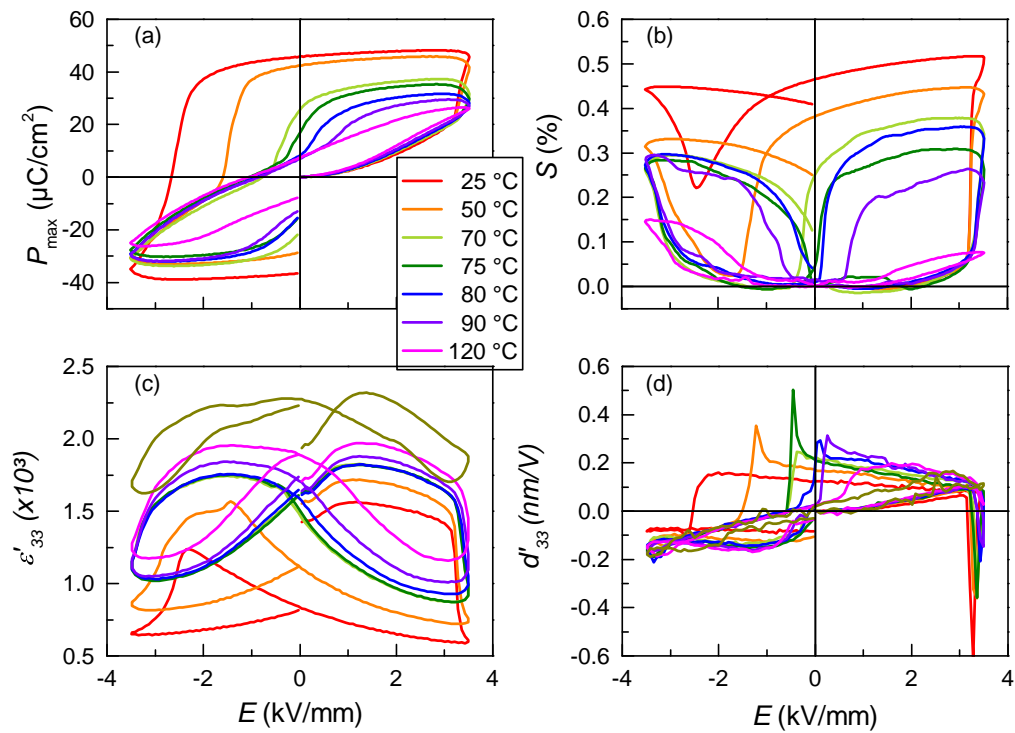 60
40
20
0
-20
-40
P_max (µC/cm²)
(a)
0.6
0.5
0.4
0.3
0.2
0.1
0.0
S (%)
(b)
25 °C
50 °C
70 °C
75 °C
80 °C
90 °C
120 °C
2.5
2.0
1.5
1.0
0.5
ε'₃₃ (x10³)
(c)
-4
-2
0
2
4
E (kV/mm)
0.6
0.4
0.2
0.0
-0.2
-0.4
-0.6
d'₃₃ (nm/V)
(d)
-4
-2
0
2
4
E (kV/mm)